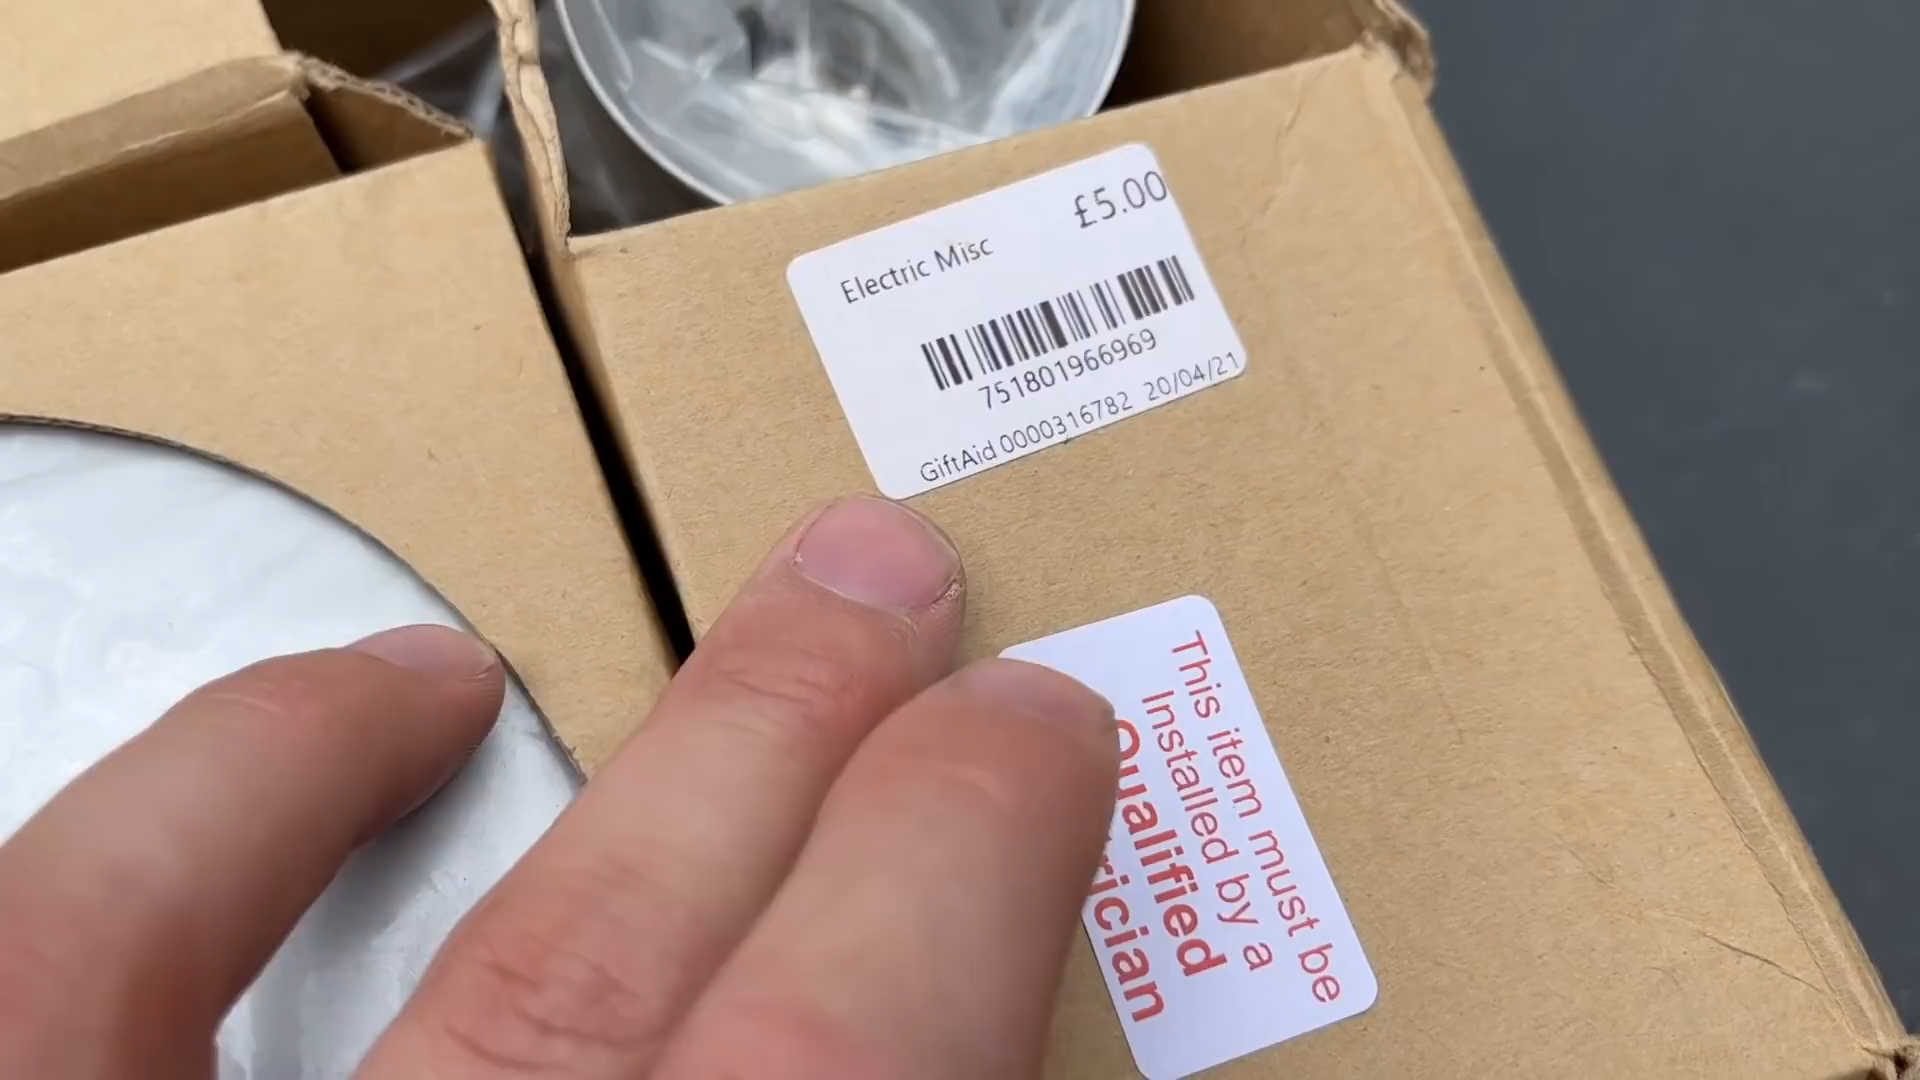 Electric Misc £5.00
751801966969
GiftAid 0000316782 20/04/21
This item must be
Installed by a
Qualified